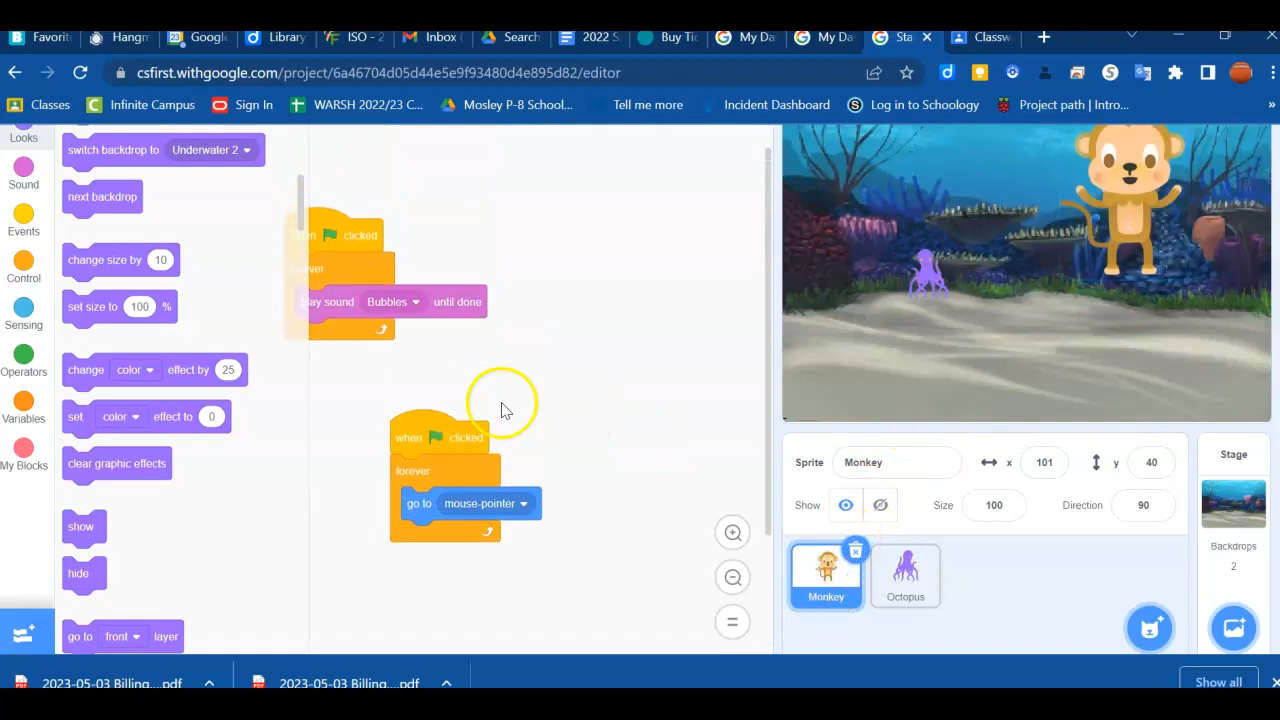 Favorit
Hangm
Google
Library
ISO - 2
Inbox (
Search
2022 S
Buy Tic
My Da
My Da
Sta
Classw
csfirst.withgoogle.com/project/6a46704d05d44e5e9f93480d4e895d82/editor
Classes
Infinite Campus
Sign In
WARSH 2022/23 C...
Mosley P-8 School...
Tell me more
Incident Dashboard
Log in to Schoology
Project path | Intro...
»
Looks
Sound
Events
Control
Sensing
Operators
Variables
My Blocks
switch backdrop to Underwater 2
next backdrop
change size by 10
set size to 100 %
change color effect by 25
set color effect to 0
clear graphic effects
show
hide
go to front layer
clicked
play sound Bubbles until done
when clicked
forever
go to mouse-pointer
Sprite Monkey x 101 y 40
Show Size 100 Direction 90
Monkey
Octopus
Stage
Backdrops
2
2023-05-03 Billing....pdf
2023-05-03 Billing....pdf
Show all